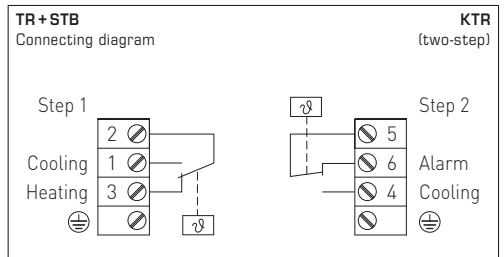 TR+STB KTR
Connecting diagram (two-step)
Step 1 ϑ Step 2
2 5
Cooling 1 6 Alarm
Heating 3 4 Cooling
ϑ